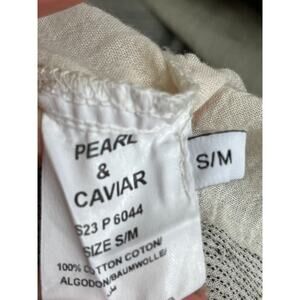 PEARL
&
CAVIAR
S23 P 6044
SIZE S/M
100% COTTON COTON/
ALGODON/BAUMWOLLE/
S/M